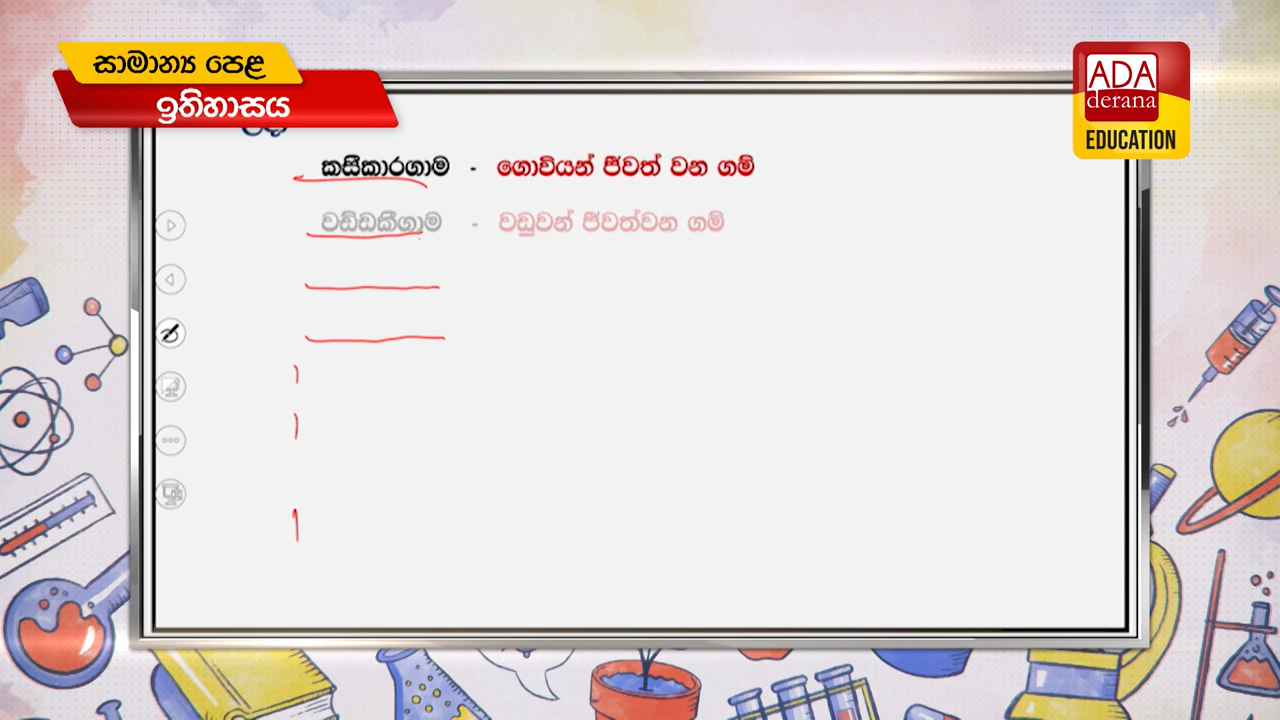 සාමාන්‍ය පෙළ
ඉතිහාසය
ADA
derana
EDUCATION
කසීකාරගාම - ගොවියන් ජීවත් වන ගම්
වඩ්ඩකීගාම - වඩුවන් ජීවත්වන ගම්